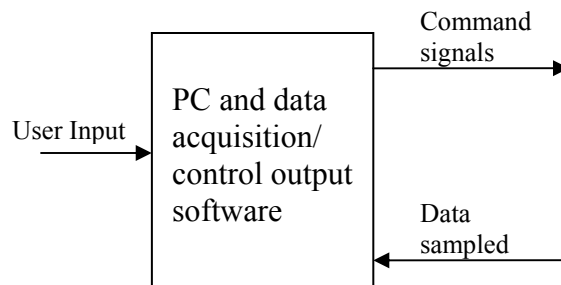 Command
signals
PC and data
acquisition/
control output
software
User Input
Data
sampled